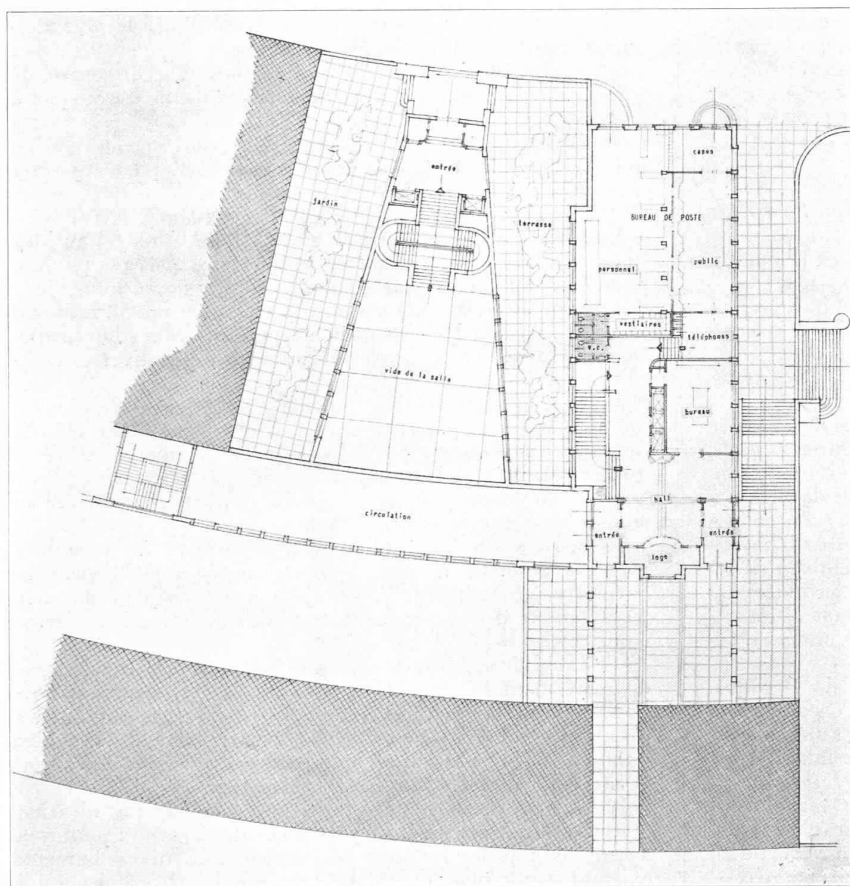 entrée
cases
jardin
terrasse
BUREAU DE POSTE
personnel
public
vestiaires
téléphones
w.c.
vide de la salle
bureau
hall
circulation
entrée
entrée
loge